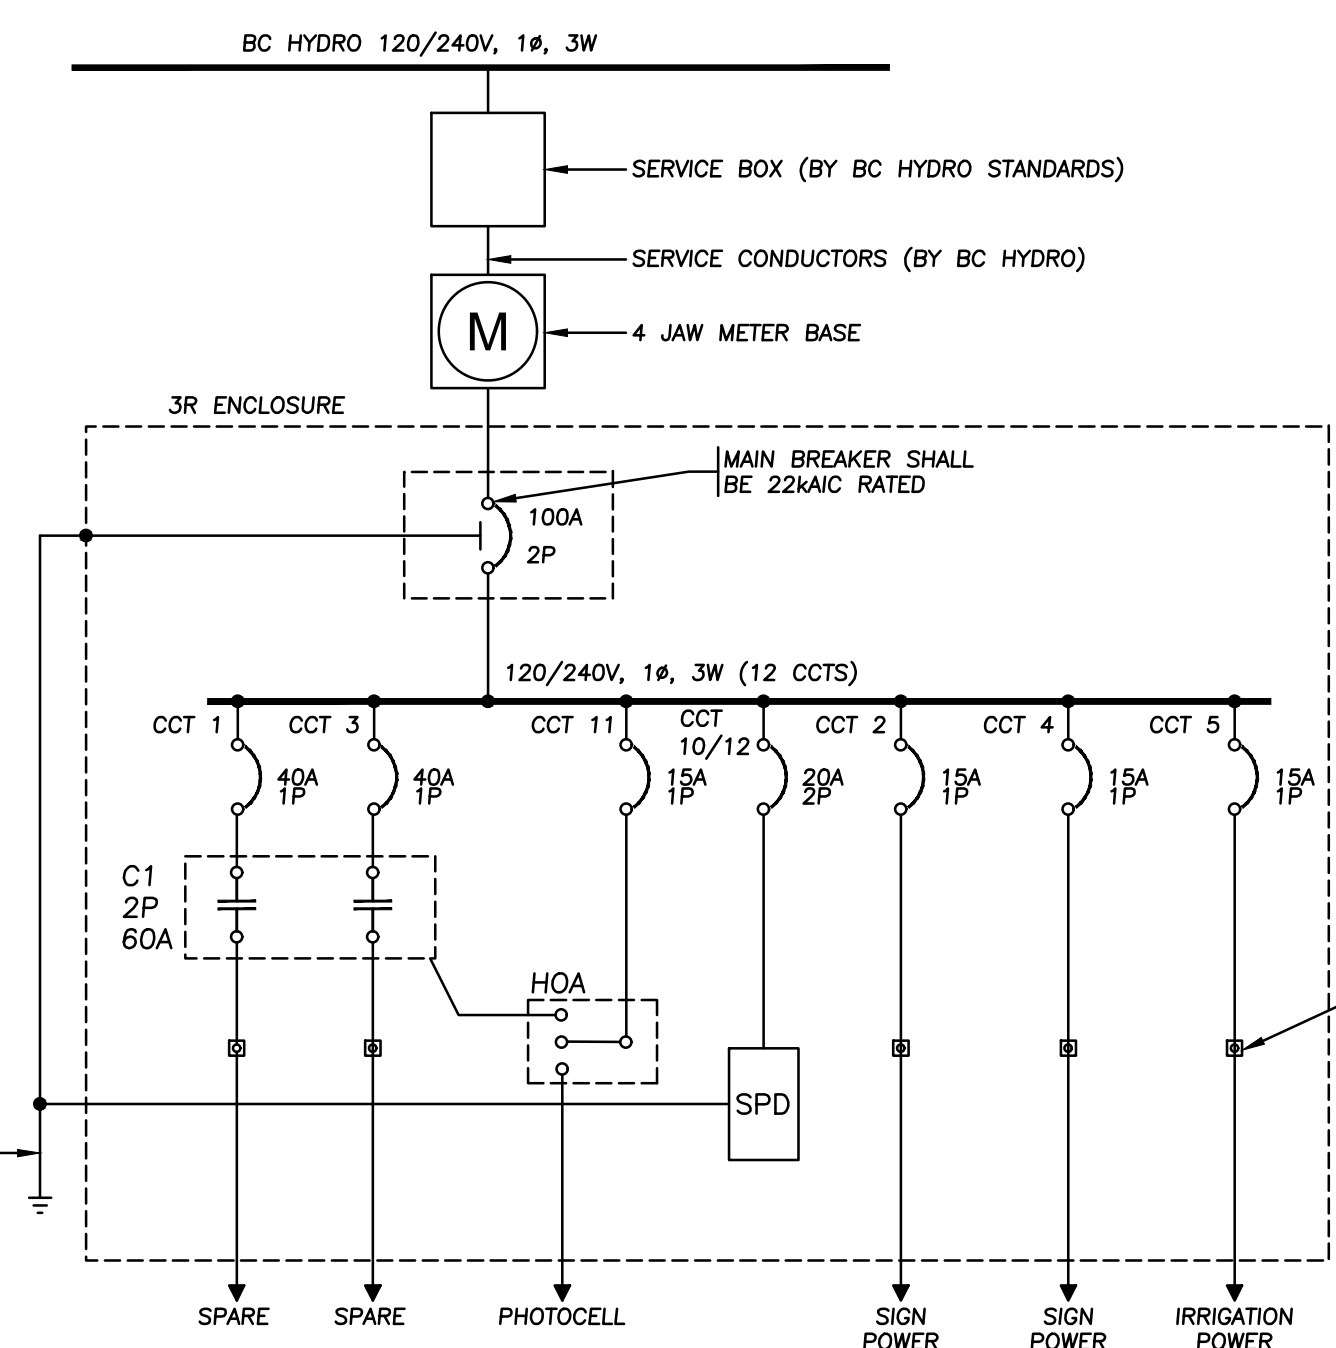 BC HYDRO 120/240V, 1ø, 3W
SERVICE BOX (BY BC HYDRO STANDARDS)
SERVICE CONDUCTORS (BY BC HYDRO)
M
4 JAW METER BASE
3R ENCLOSURE
MAIN BREAKER SHALL
BE 22kAIC RATED
100A
2P
120/240V, 1ø, 3W (12 CCTS)
CCT 1
40A
1P
CCT 3
40A
1P
CCT 11
15A
1P
CCT
10/12
20A
2P
CCT 2
15A
1P
CCT 4
15A
1P
CCT 5
15A
1P
C1
2P
60A
HOA
SPD
SPARE
SPARE
PHOTOCELL
SIGN
POWER
SIGN
POWER
IRRIGATION
POWER